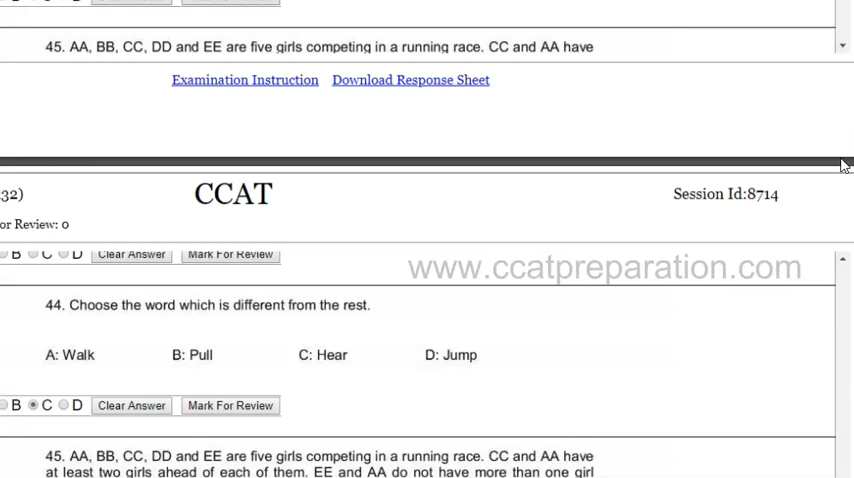 45. AA, BB, CC, DD and EE are five girls competing in a running race. CC and AA have
Examination Instruction Download Response Sheet
32) CCAT Session Id:8714
or Review: 0
B C D Clear Answer Mark For Review
www.ccatpreparation.com
44. Choose the word which is different from the rest.
A: Walk B: Pull C: Hear D: Jump
B C D Clear Answer Mark For Review
45. AA, BB, CC, DD and EE are five girls competing in a running race. CC and AA have
at least two girls ahead of each of them. EE and AA do not have more than one girl